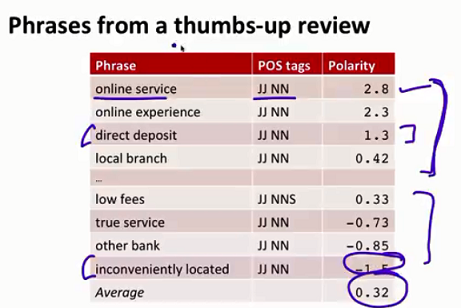 Phrases from a thumbs-up review
Phrase POS tags Polarity
online service JJ NN 2.8
online experience JJ NN 2.3
direct deposit JJ NN 1.3
local branch JJ NN 0.42
…
low fees JJ NNS 0.33
true service JJ NN −0.73
other bank JJ NN −0.85
inconveniently located JJ NN −1.5
Average 0.32